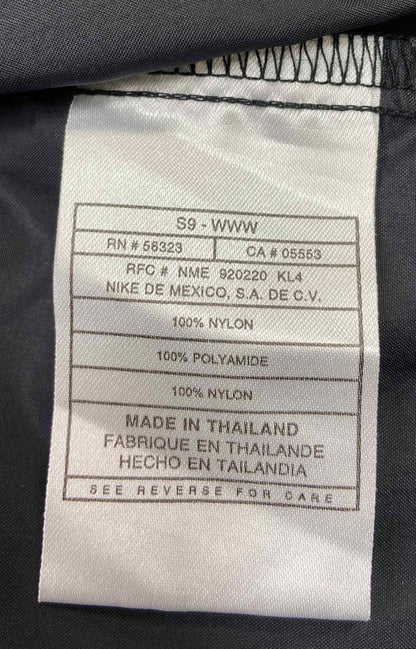 S9 - WWW
RN # 56323 CA # 05553
RFC # NME 920220 KL4
NIKE DE MEXICO, S.A. DE C.V.
100% NYLON
100% POLYAMIDE
100% NYLON
MADE IN THAILAND
FABRIQUE EN THAILANDE
HECHO EN TAILANDIA
SEE REVERSE FOR CARE